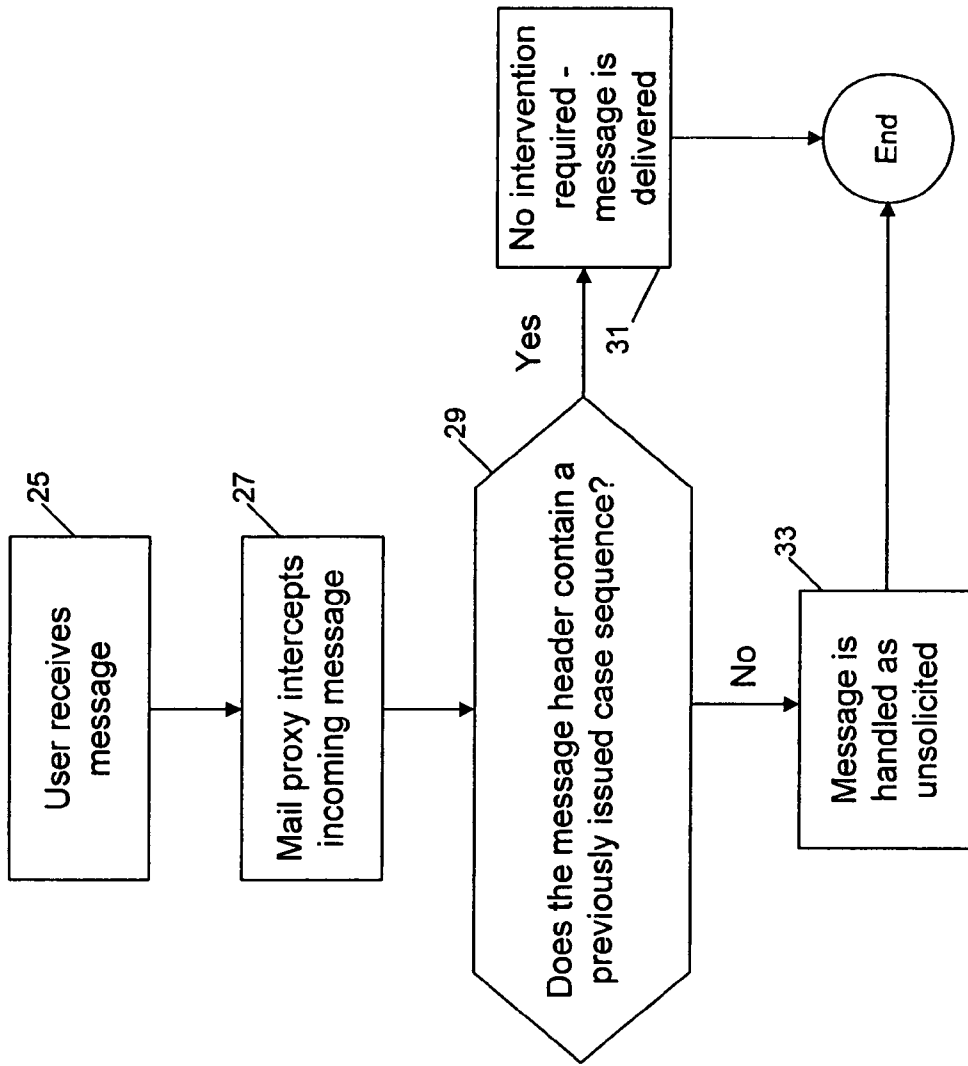 25
User receives
message
27
Mail proxy intercepts
incoming message
29
Does the message header contain a
previously issued case sequence?
Yes
31
No intervention
required -
message is
delivered
No
33
Message is
handled as
unsolicited
End